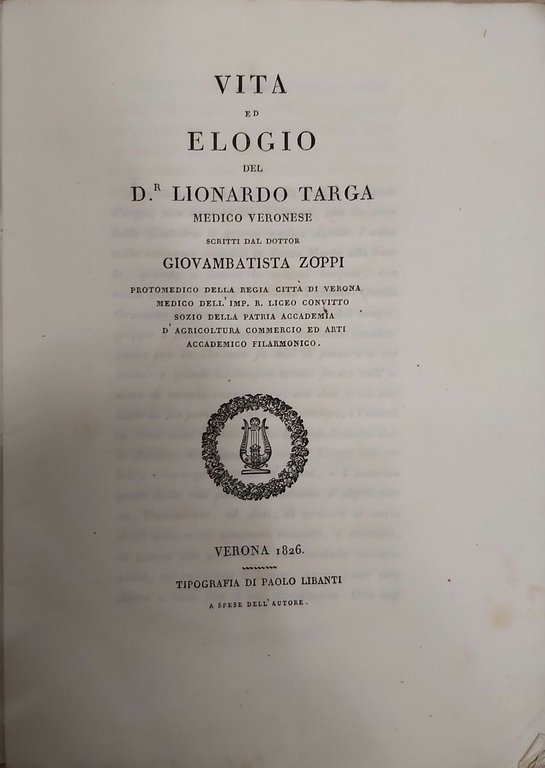 VITA
ED
ELOGIO
DEL
D.R LIONARDO TARGA
MEDICO VERONESE
SCRITTI DAL DOTTOR
GIOVAMBATISTA ZOPPI
PROTOMEDICO DELLA REGIA CITTÀ DI VERONA
MEDICO DELL'IMP. R. LICEO CONVITTO
SOZIO DELLA PATRIA ACCADEMIA
D'AGRICOLTURA COMMERCIO ED ARTI
ACCADEMICO FILARMONICO.
VERONA 1826.
TIPOGRAFIA DI PAOLO LIBANTI
A SPESE DELL'AUTORE.